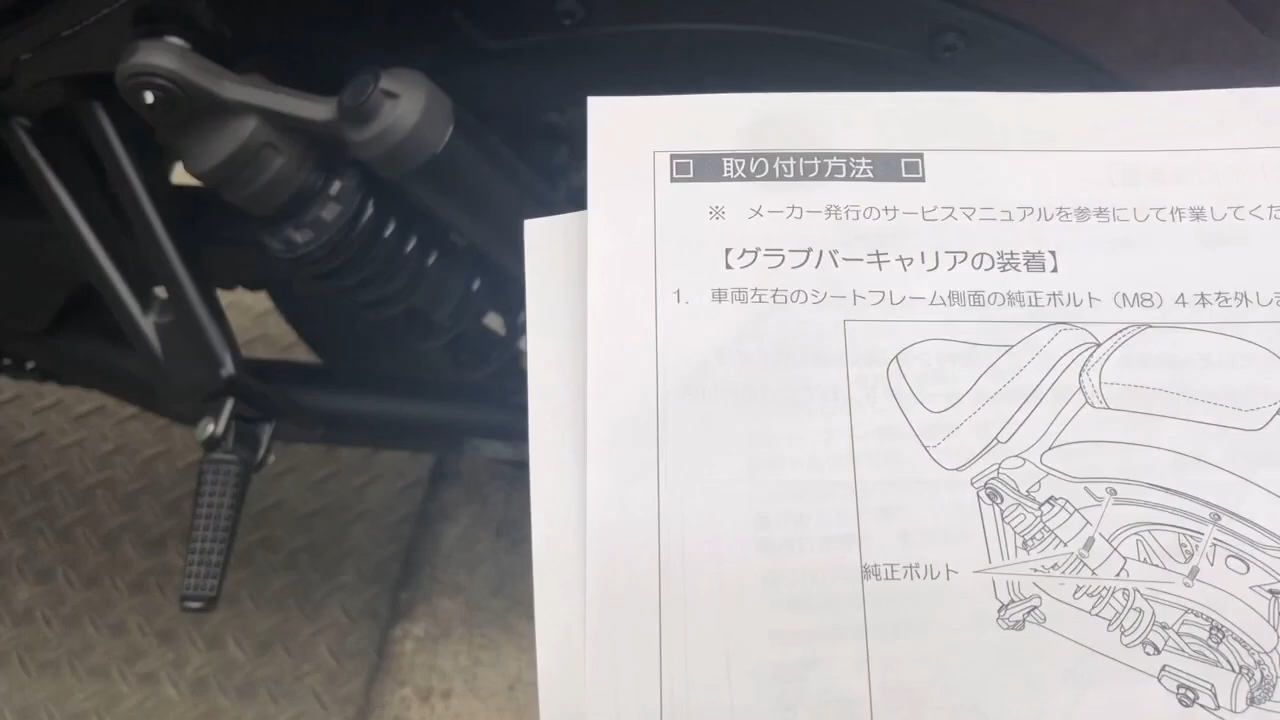 □ 取り付け方法 □
※ メーカー発行のサービスマニュアルを参考にして作業してくだ
【グラブバーキャリアの装着】
1. 車両左右のシートフレーム側面の純正ボルト(M8)4本を外しま
純正ボルト